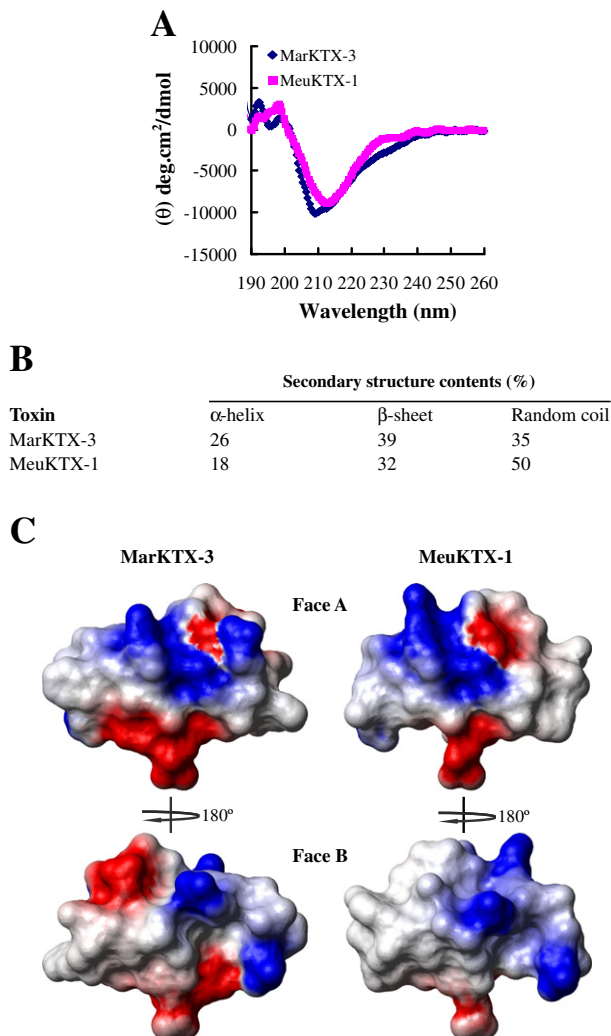 A
(θ) deg.cm²/dmol
10000
5000
0
-5000
-10000
-15000
MarKTX-3
MeuKTX-1
190 200 210 220 230 240 250 260
Wavelength (nm)
B
Secondary structure contents (%)
Toxin α-helix β-sheet Random coil
MarKTX-3 26 39 35
MeuKTX-1 18 32 50
C
MarKTX-3 MeuKTX-1
Face A
180º 180º
Face B